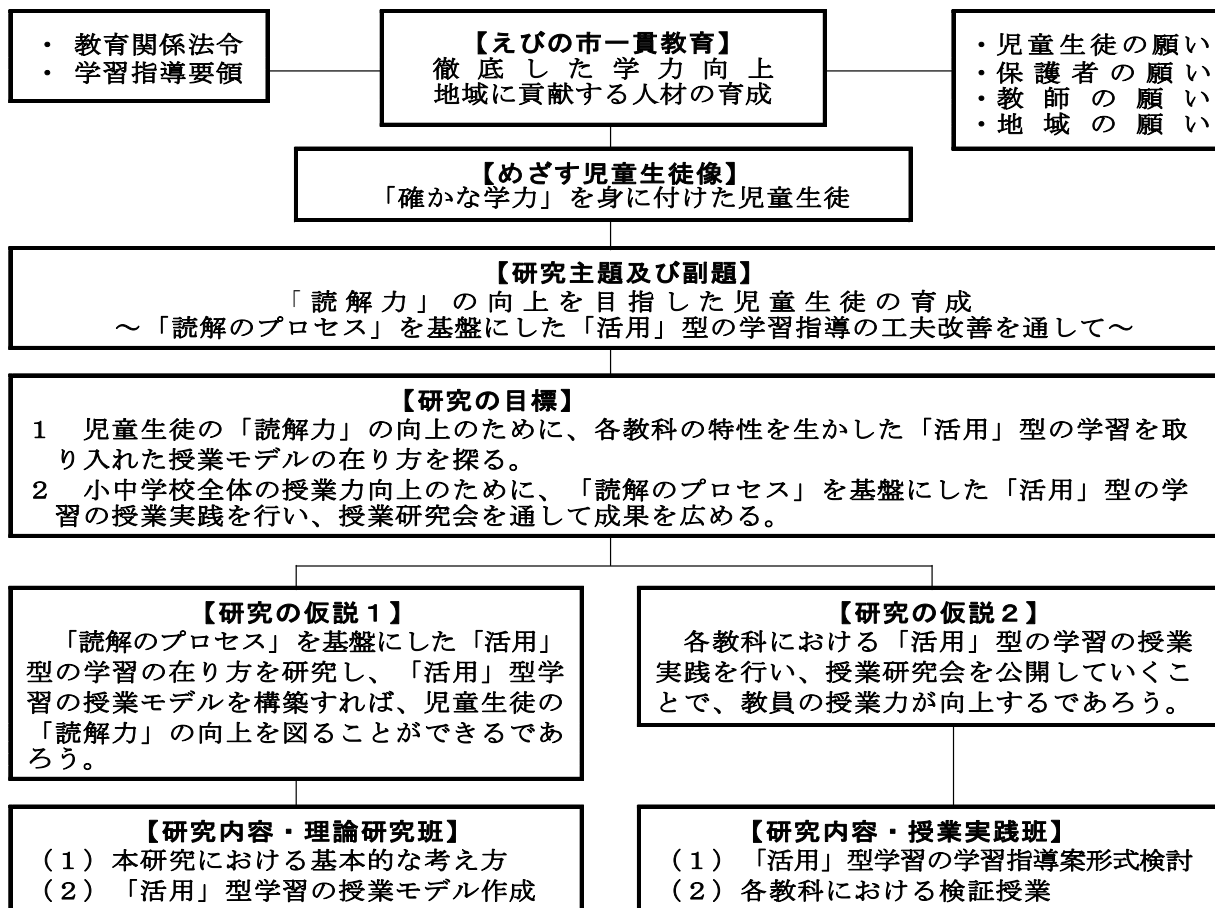 ・ 教育関係法令
・ 学習指導要領
【えびの市一貫教育】
徹底した学力向上
地域に貢献する人材の育成
・児童生徒の願い
・保護者の願い
・教師の願い
・地域の願い
【めざす児童生徒像】
「確かな学力」を身に付けた児童生徒
【研究主題及び副題】
「読解力」の向上を目指した児童生徒の育成
～「読解のプロセス」を基盤にした「活用」型の学習指導の工夫改善を通して～
【研究の目標】
1 児童生徒の「読解力」の向上のために、各教科の特性を生かした「活用」型の学習を取
り入れた授業モデルの在り方を探る。
2 小中学校全体の授業力向上のために、「読解のプロセス」を基盤にした「活用」型の学
習の授業実践を行い、授業研究会を通して成果を広める。
【研究の仮説1】
「読解のプロセス」を基盤にした「活用」
型の学習の在り方を研究し、「活用」型学
習の授業モデルを構築すれば、児童生徒の
「読解力」の向上を図ることができるであ
ろう。
【研究の仮説2】
各教科における「活用」型の学習の授業
実践を行い、授業研究会を公開していくこ
とで、教員の授業力が向上するであろう。
【研究内容・理論研究班】
(1)本研究における基本的な考え方
(2)「活用」型学習の授業モデル作成
【研究内容・授業実践班】
(1)「活用」型学習の学習指導案形式検討
(2)各教科における検証授業